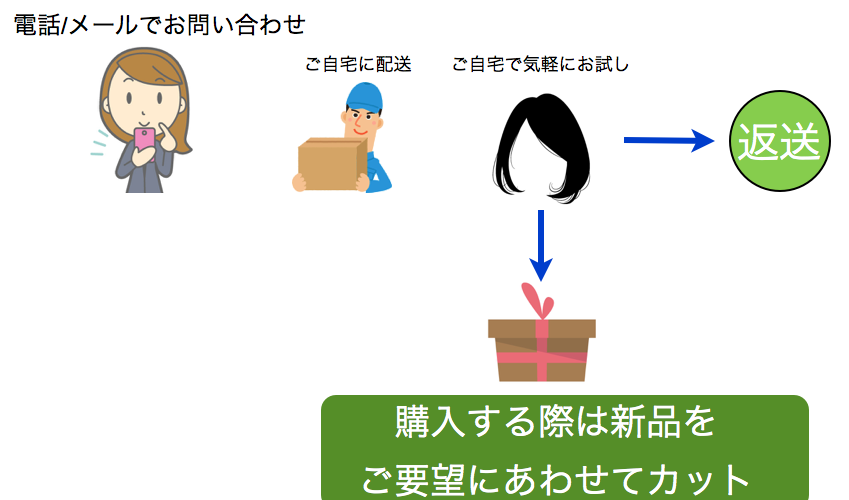 電話/メールでお問い合わせ
ご自宅に配送
ご自宅で気軽にお試し
返送
購入する際は新品を
ご要望にあわせてカット